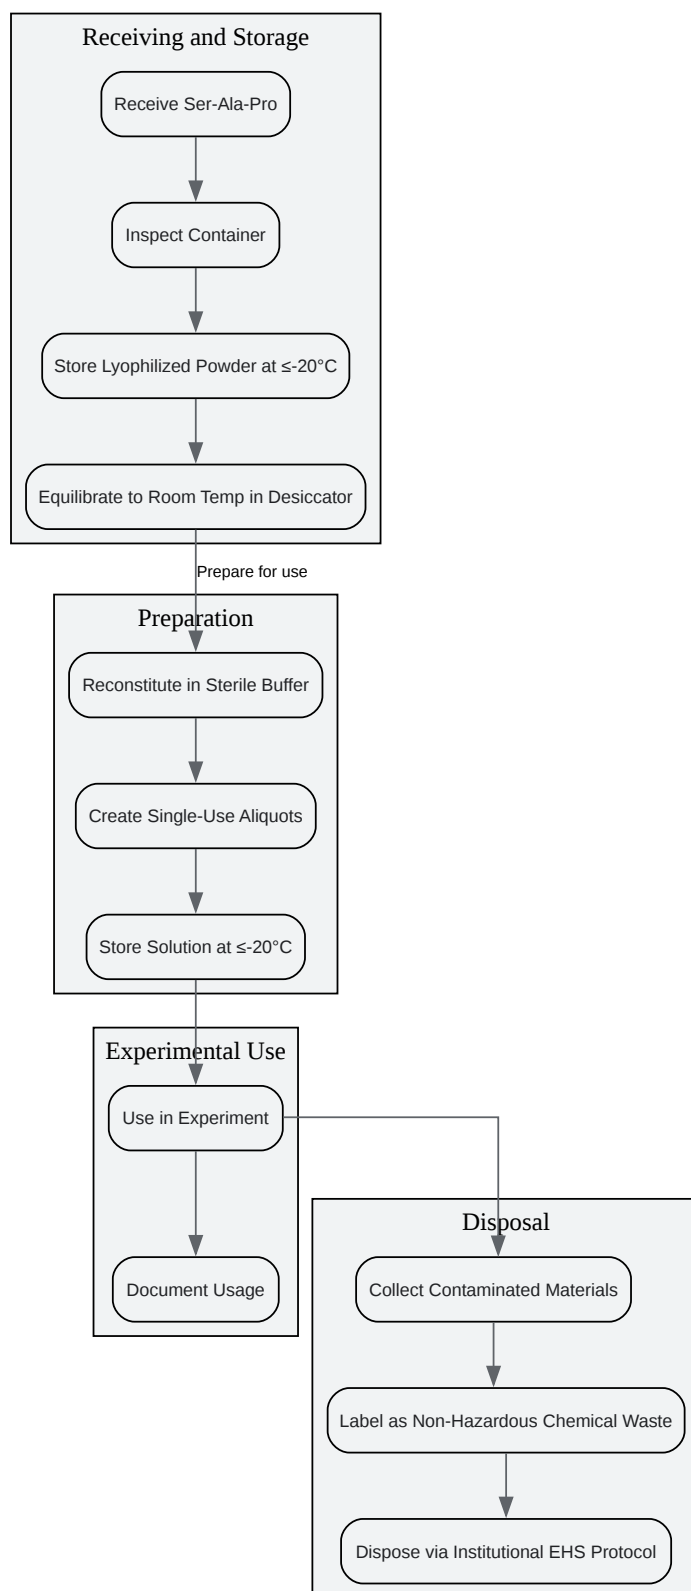 Receiving and Storage
Receive Ser-Ala-Pro
Inspect Container
Store Lyophilized Powder at ≤-20°C
Equilibrate to Room Temp in Desiccator
Prepare for use
Preparation
Reconstitute in Sterile Buffer
Create Single-Use Aliquots
Store Solution at ≤-20°C
Experimental Use
Use in Experiment
Document Usage
Disposal
Collect Contaminated Materials
Label as Non-Hazardous Chemical Waste
Dispose via Institutional EHS Protocol